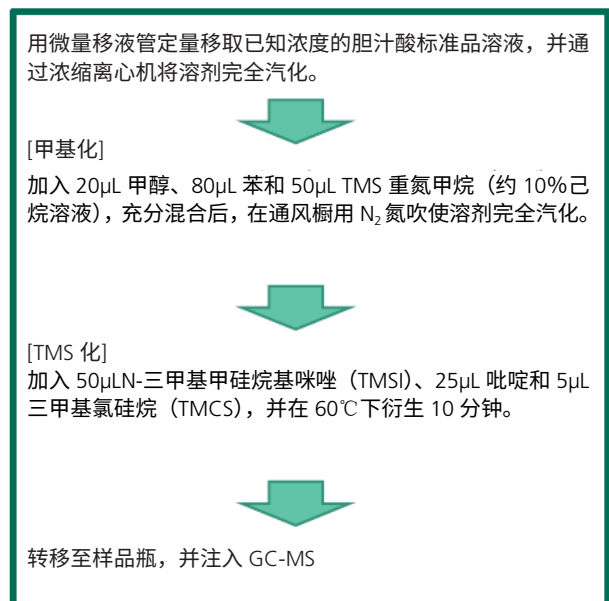 用微量移液管定量移取已知浓度的胆汁酸标准品溶液，并通
过浓缩离心机将溶剂完全汽化。
[甲基化]
加入 20μL 甲醇、80μL 苯和 50μL TMS 重氮甲烷（约 10%己
烷溶液），充分混合后，在通风橱用 N₂ 氮吹使溶剂完全汽化。
[TMS 化]
加入 50μLN-三甲基甲硅烷基咪唑（TMSI）、25μL 吡啶和 5μL
三甲基氯硅烷（TMCS），并在 60℃下衍生 10 分钟。
转移至样品瓶，并注入 GC-MS